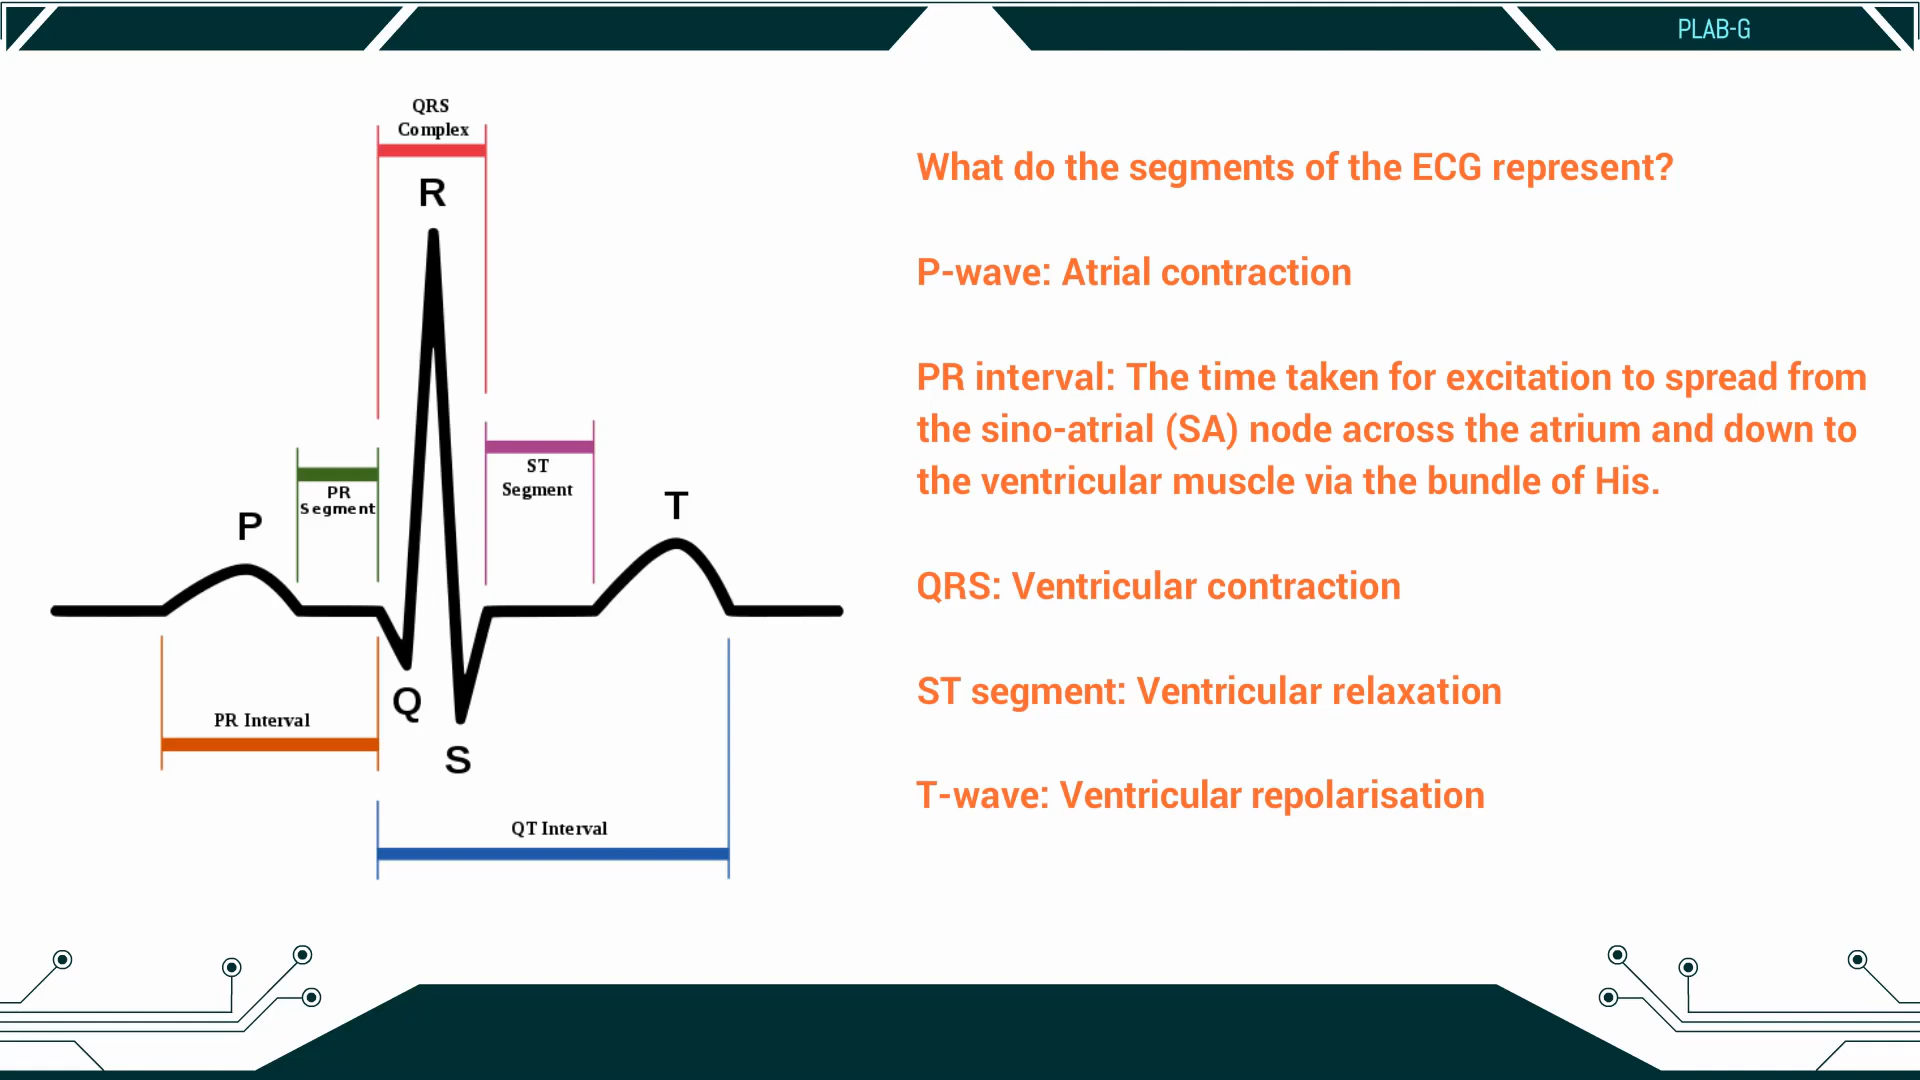 PLAB-G
QRS
Complex
R
PR
Segment
ST
Segment
P
T
Q
S
PR Interval
QT Interval
What do the segments of the ECG represent?
P-wave: Atrial contraction
PR interval: The time taken for excitation to spread from
the sino-atrial (SA) node across the atrium and down to
the ventricular muscle via the bundle of His.
QRS: Ventricular contraction
ST segment: Ventricular relaxation
T-wave: Ventricular repolarisation